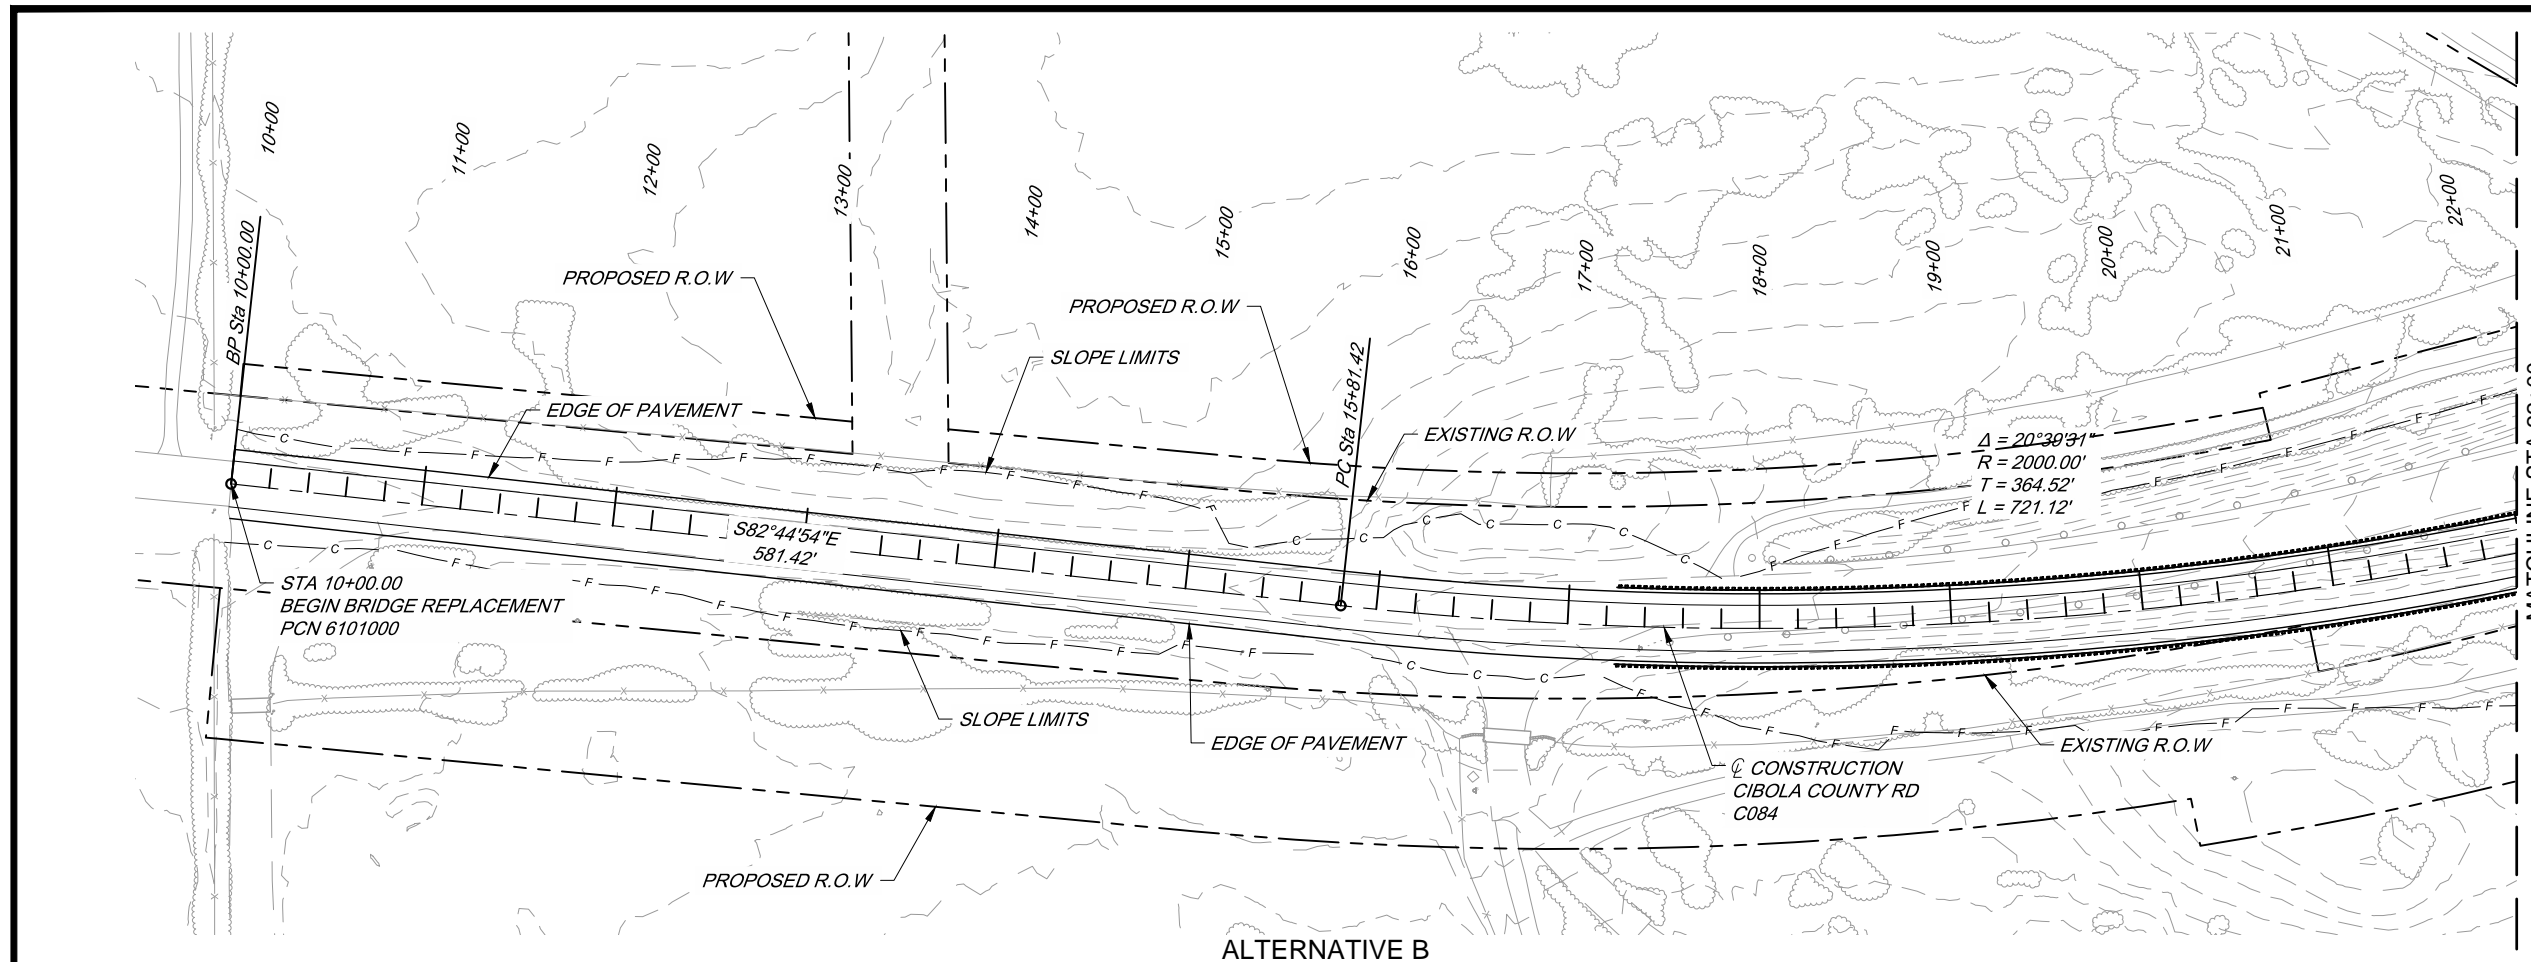 10+00
11+00
12+00
13+00
14+00
15+00
16+00
17+00
18+00
19+00
20+00
21+00
22+00
BP Sta 10+00.00
PROPOSED R.O.W
PROPOSED R.O.W
SLOPE LIMITS
PC Sta 15+81.42
EDGE OF PAVEMENT
EXISTING R.O.W
Δ = 20°39'31"
R = 2000.00'
T = 364.52'
L = 721.12'
S82°44'54"E
581.42'
STA 10+00.00
BEGIN BRIDGE REPLACEMENT
PCN 6101000
SLOPE LIMITS
EDGE OF PAVEMENT
EXISTING R.O.W
℄ CONSTRUCTION
CIBOLA COUNTY RD
C084
PROPOSED R.O.W
ALTERNATIVE B